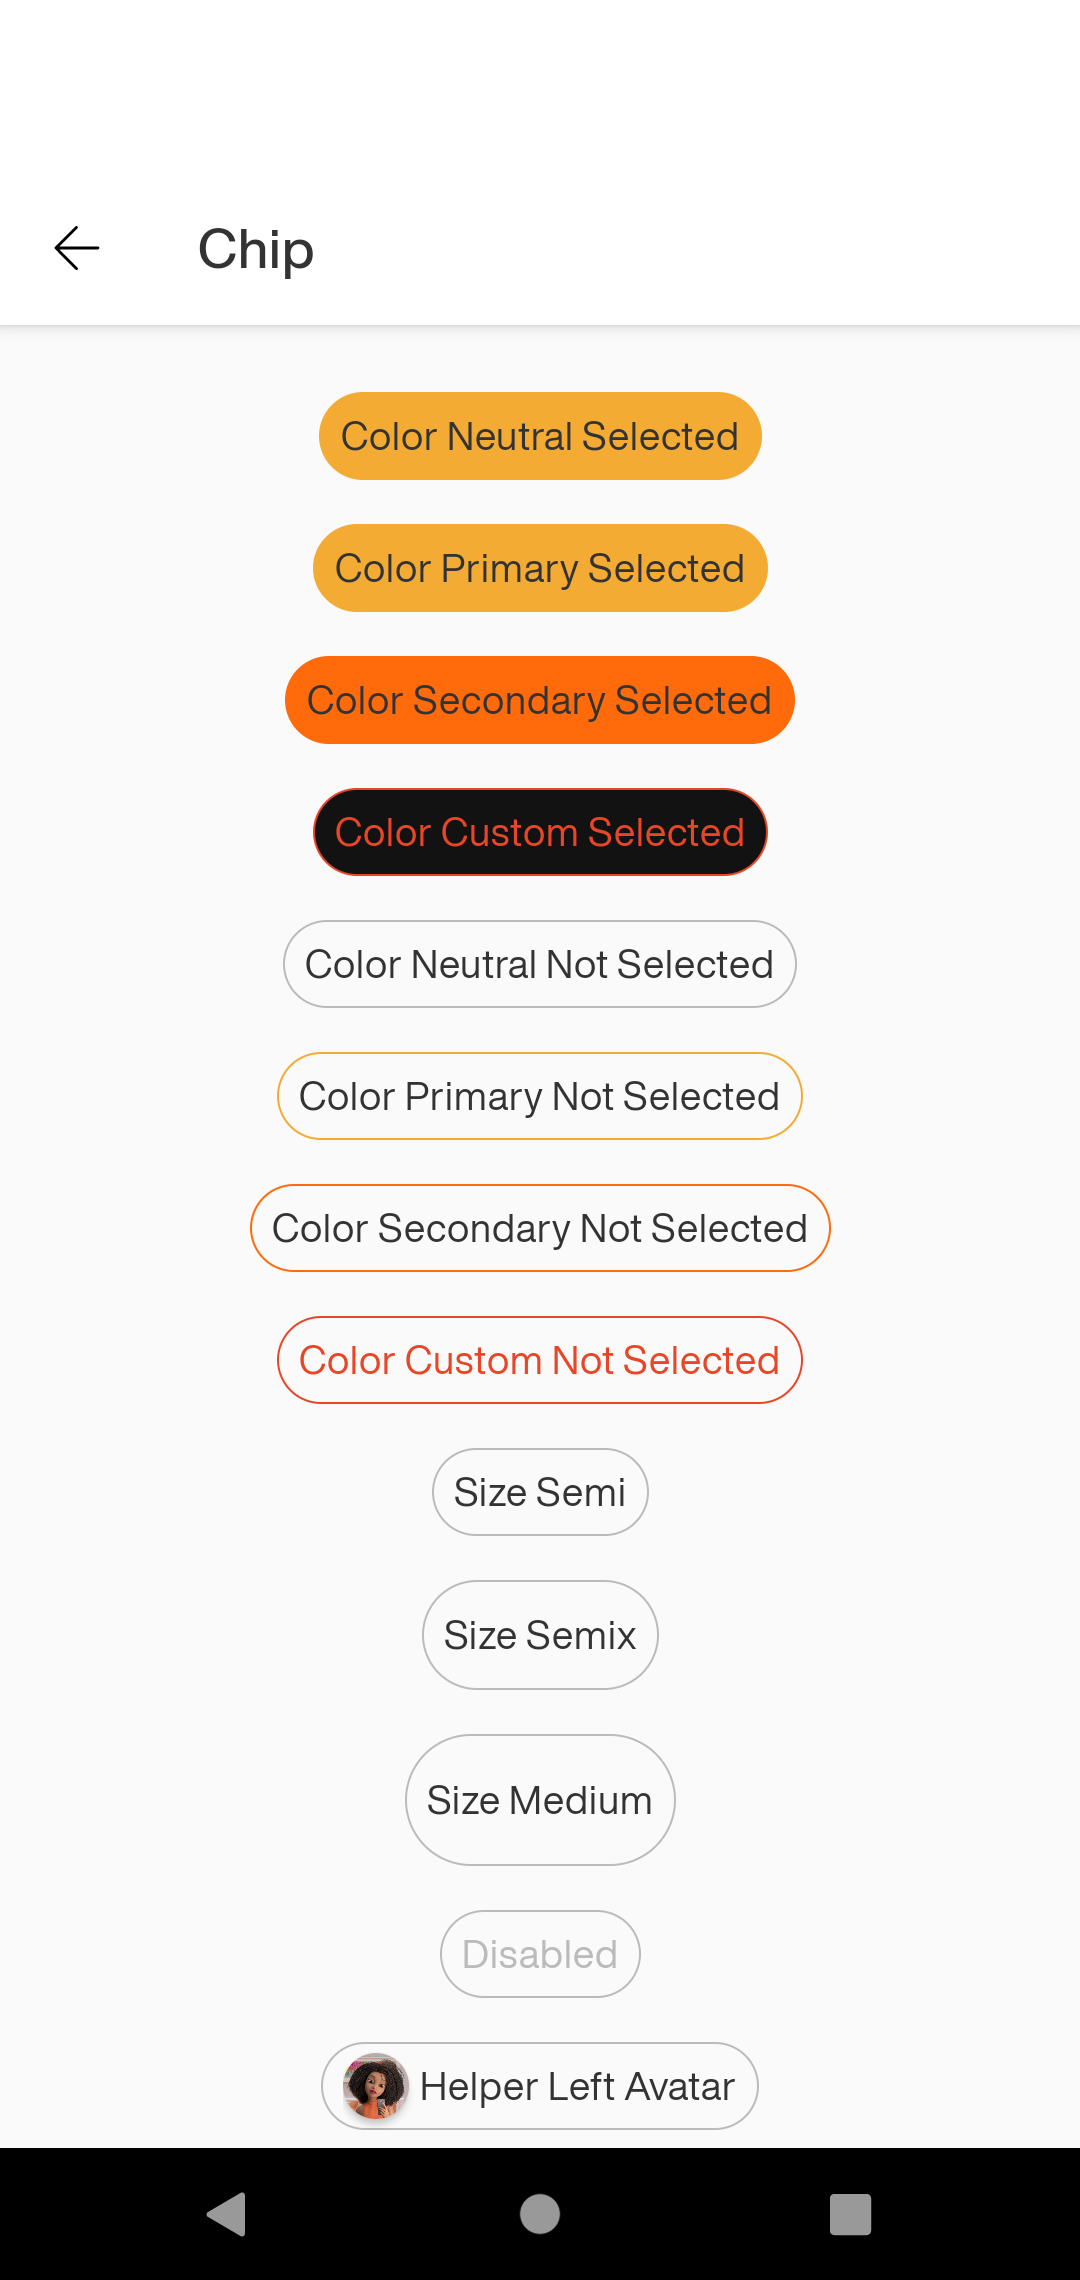 Chip
Color Neutral Selected
Color Primary Selected
Color Secondary Selected
Color Custom Selected
Color Neutral Not Selected
Color Primary Not Selected
Color Secondary Not Selected
Color Custom Not Selected
Size Semi
Size Semix
Size Medium
Disabled
Helper Left Avatar